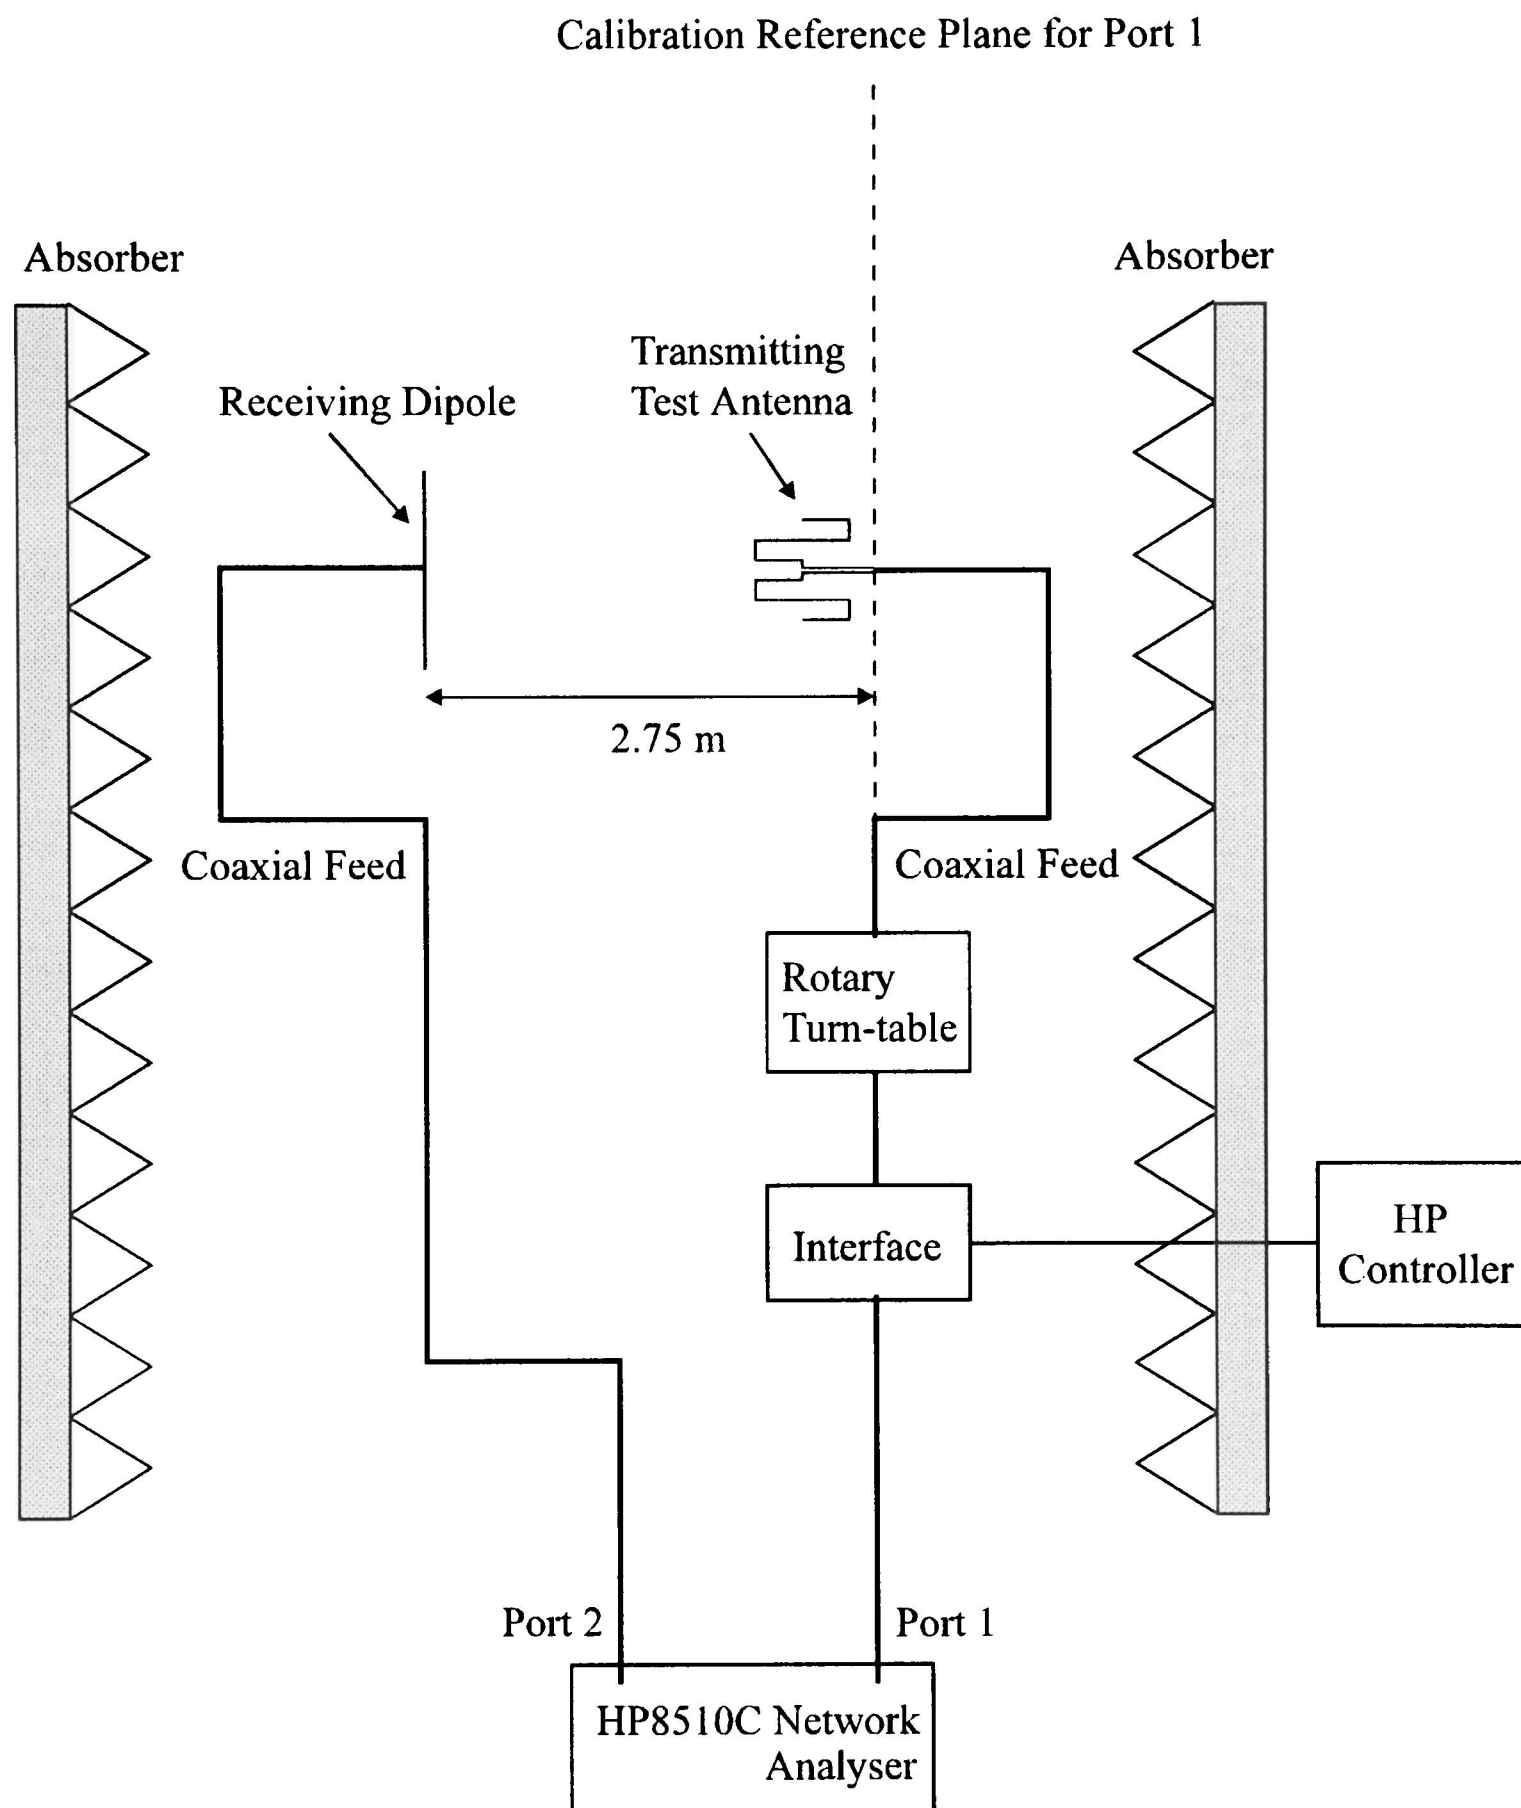 Calibration Reference Plane for Port 1
Absorber
Absorber
Transmitting
Test Antenna
Receiving Dipole
2.75 m
Coaxial Feed
Coaxial Feed
Rotary
Turn-table
Interface
HP
Controller
Port 2
Port 1
HP8510C Network
Analyser